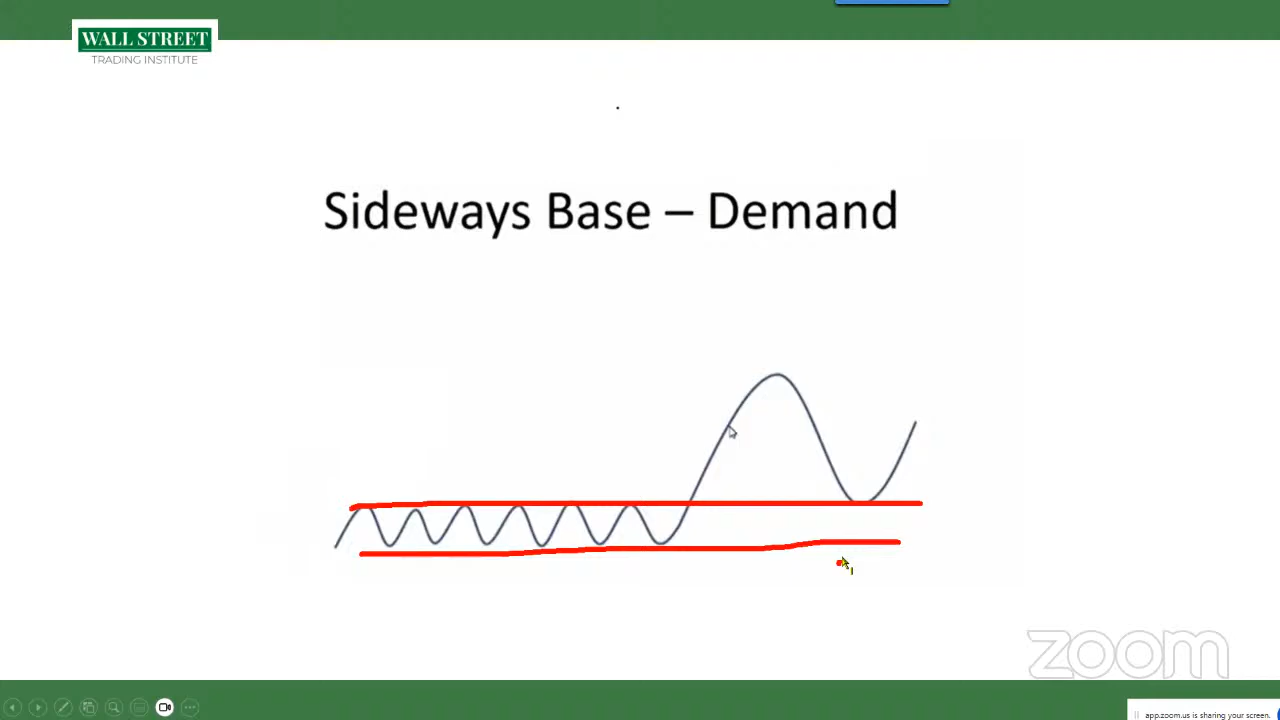 WALL STREET
TRADING INSTITUTE
Sideways Base – Demand
zoom
app.zoom.us is sharing your screen.